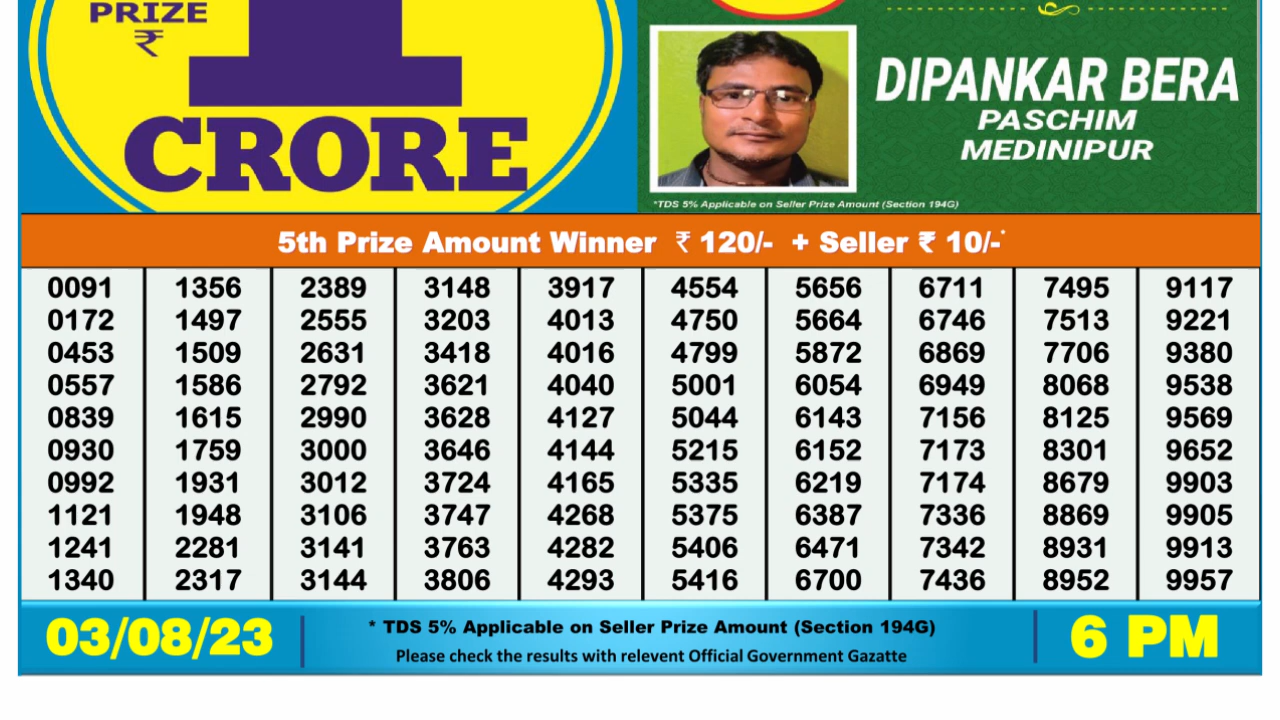 PRIZE
₹
1
CRORE
DIPANKAR BERA
PASCHIM
MEDINIPUR
*TDS 5% Applicable on Seller Prize Amount (Section 194G)
5th Prize Amount Winner ₹ 120/- + Seller ₹ 10/-*
0091 1356 2389 3148 3917 4554 5656 6711 7495 9117
0172 1497 2555 3203 4013 4750 5664 6746 7513 9221
0453 1509 2631 3418 4016 4799 5872 6869 7706 9380
0557 1586 2792 3621 4040 5001 6054 6949 8068 9538
0839 1615 2990 3628 4127 5044 6143 7156 8125 9569
0930 1759 3000 3646 4144 5215 6152 7173 8301 9652
0992 1931 3012 3724 4165 5335 6219 7174 8679 9903
1121 1948 3106 3747 4268 5375 6387 7336 8869 9905
1241 2281 3141 3763 4282 5406 6471 7342 8931 9913
1340 2317 3144 3806 4293 5416 6700 7436 8952 9957
03/08/23
* TDS 5% Applicable on Seller Prize Amount (Section 194G)
Please check the results with relevent Official Government Gazatte
6 PM